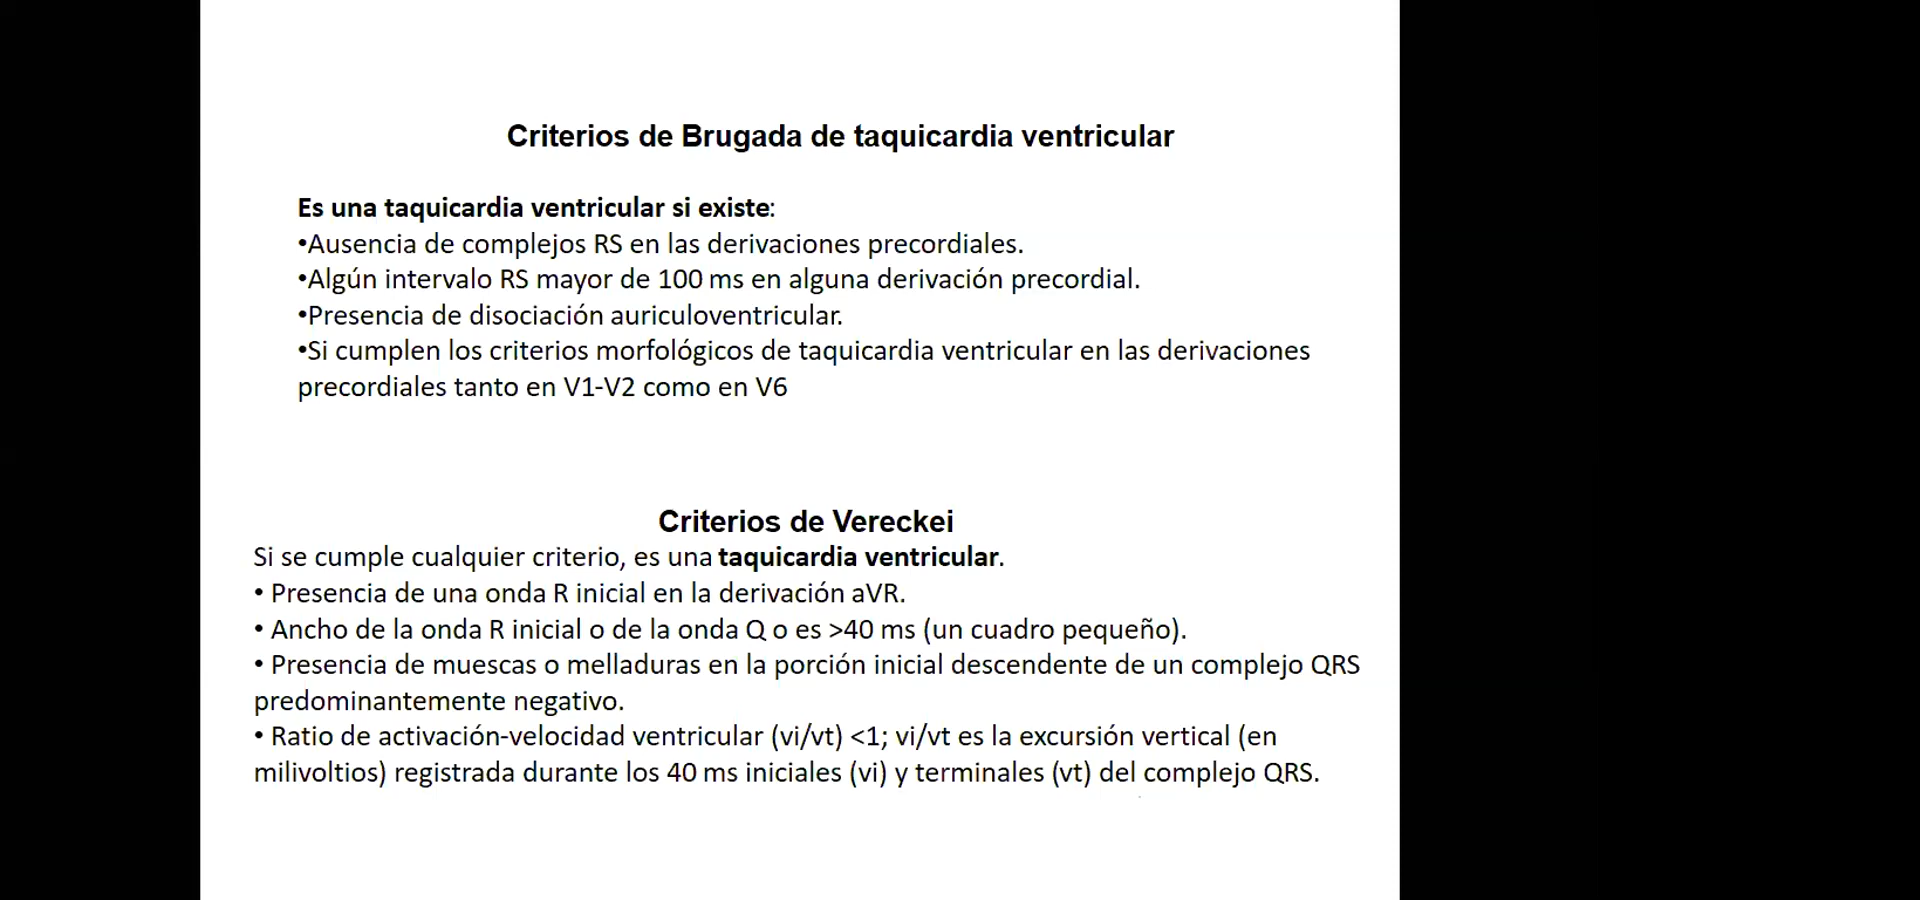 Criterios de Brugada de taquicardia ventricular
Es una taquicardia ventricular si existe:
•Ausencia de complejos RS en las derivaciones precordiales.
•Algún intervalo RS mayor de 100 ms en alguna derivación precordial.
•Presencia de disociación auriculoventricular.
•Si cumplen los criterios morfológicos de taquicardia ventricular en las derivaciones
precordiales tanto en V1-V2 como en V6
Criterios de Vereckei
Si se cumple cualquier criterio, es una taquicardia ventricular.
• Presencia de una onda R inicial en la derivación aVR.
• Ancho de la onda R inicial o de la onda Q o es >40 ms (un cuadro pequeño).
• Presencia de muescas o melladuras en la porción inicial descendente de un complejo QRS
predominantemente negativo.
• Ratio de activación-velocidad ventricular (vi/vt) <1; vi/vt es la excursión vertical (en
milivoltios) registrada durante los 40 ms iniciales (vi) y terminales (vt) del complejo QRS.